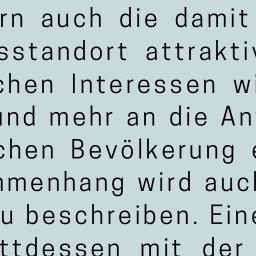 rn auch die damit
sstandort attraktiv
chen Interessen wi
und mehr an die An
chen Bevölkerung e
mmenhang wird auch
u beschreiben. Eine
ttdessen mit der